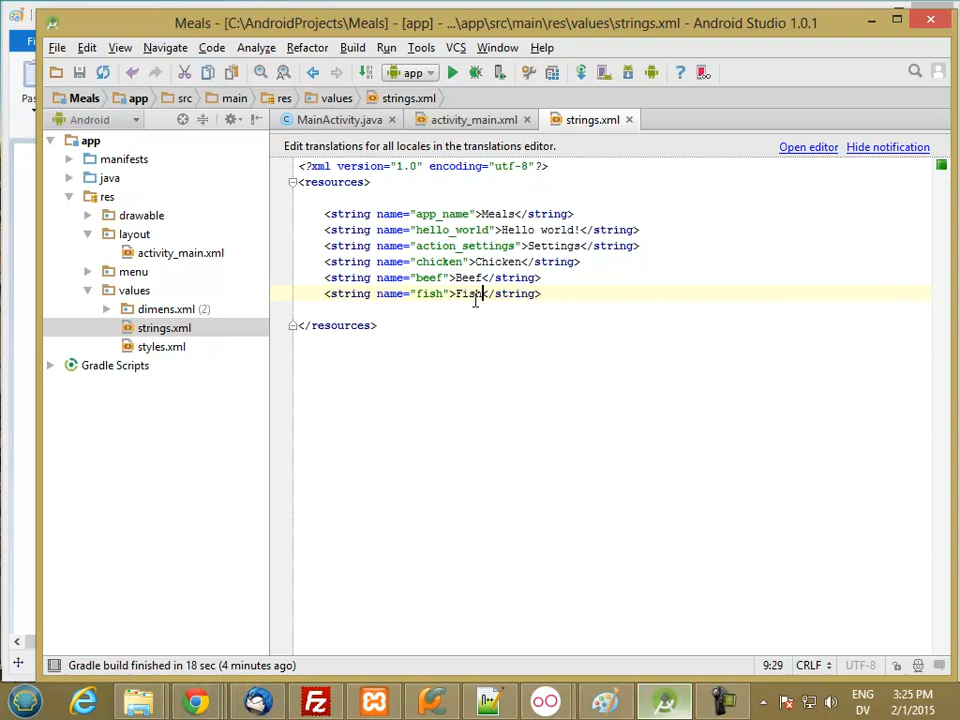 Meals - [C:\AndroidProjects\Meals] - [app] - ...\app\src\main\res\values\strings.xml - Android Studio 1.0.1
File Edit View Navigate Code Analyze Refactor Build Run Tools VCS Window Help
app
Meals app src main res values strings.xml
Android
MainActivity.java activity_main.xml strings.xml
Edit translations for all locales in the translations editor. Open editor Hide notification
app
manifests
java
res
drawable
layout
activity_main.xml
menu
values
dimens.xml (2)
strings.xml
styles.xml
Gradle Scripts
<?xml version="1.0" encoding="utf-8"?>
<resources>
<string name="app_name">Meals</string>
<string name="hello_world">Hello world!</string>
<string name="action_settings">Settings</string>
<string name="chicken">Chicken</string>
<string name="beef">Beef</string>
<string name="fish">Fish</string>
</resources>
Gradle build finished in 18 sec (4 minutes ago) 9:29 CRLF UTF-8
ENG 3:25 PM
DV 2/1/2015